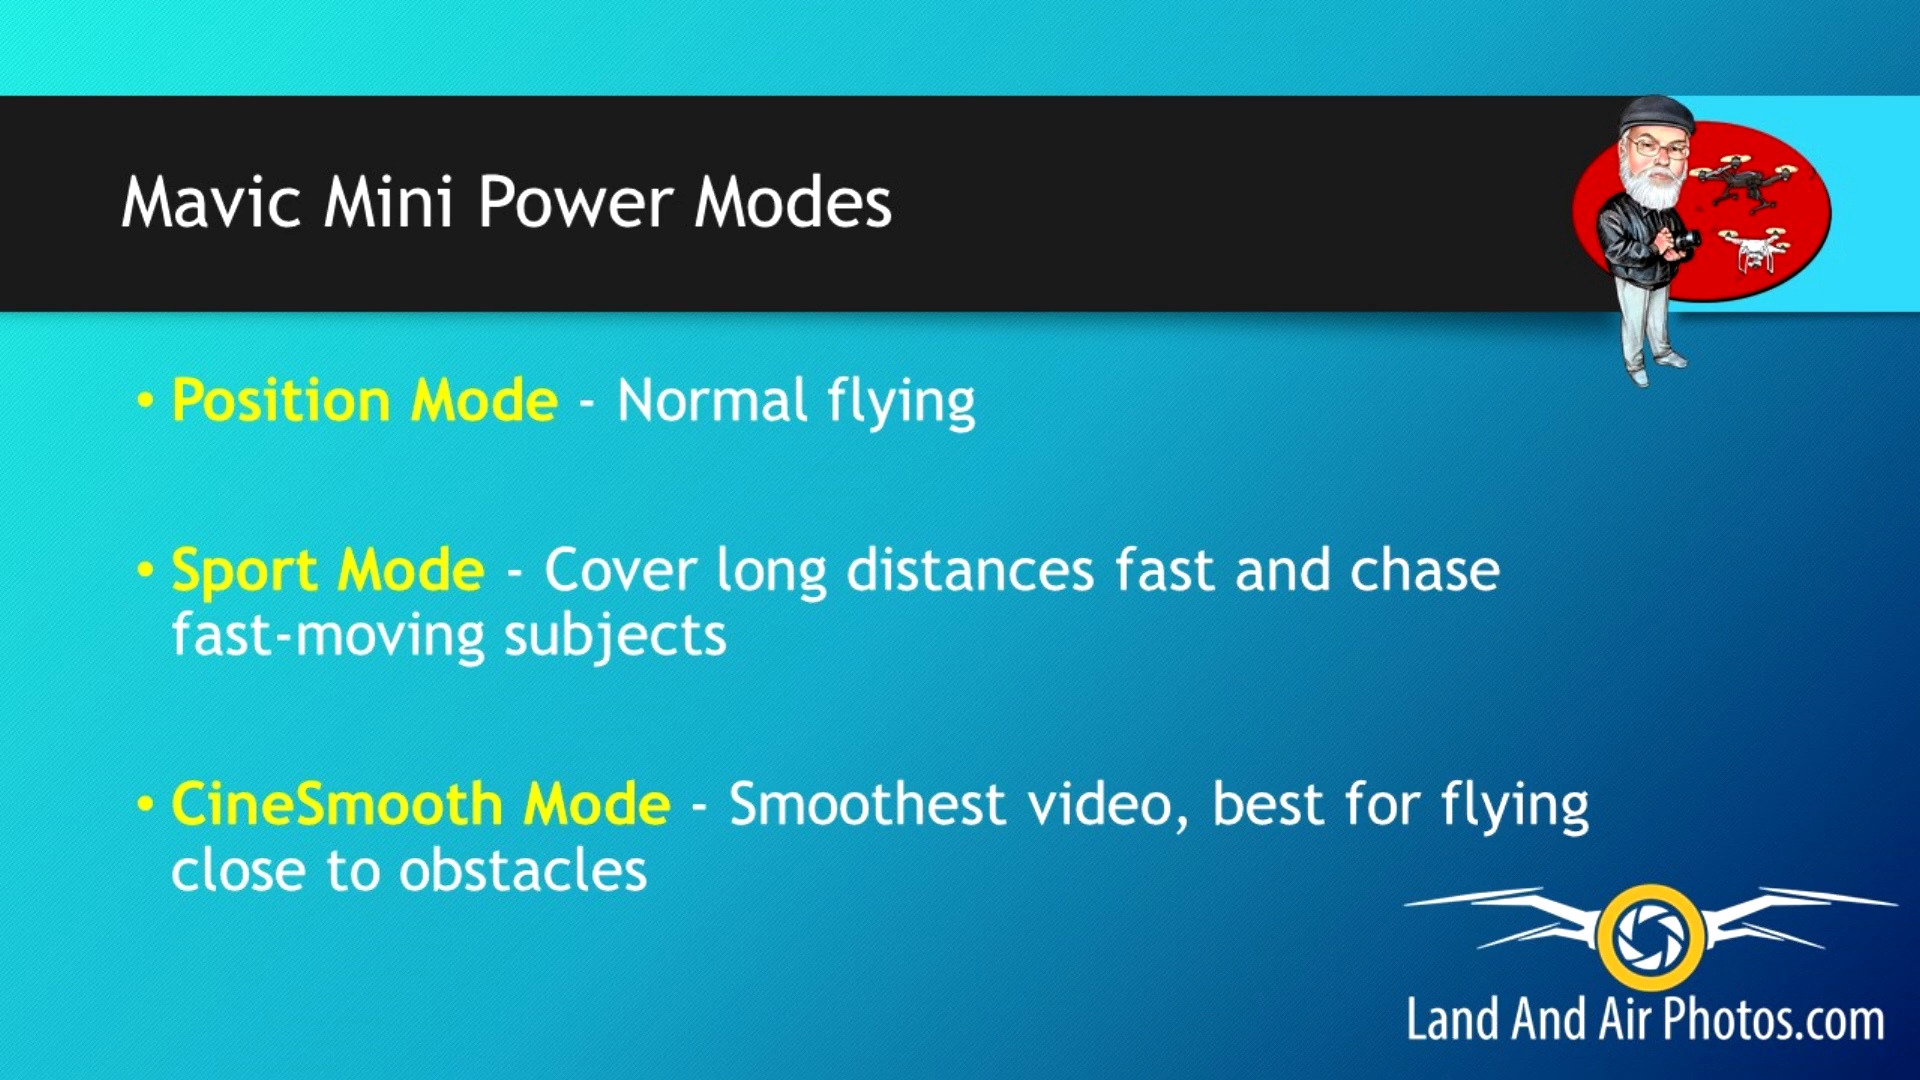 Mavic Mini Power Modes
• Position Mode - Normal flying
• Sport Mode - Cover long distances fast and chase
fast-moving subjects
• CineSmooth Mode - Smoothest video, best for flying
close to obstacles
Land And Air Photos.com